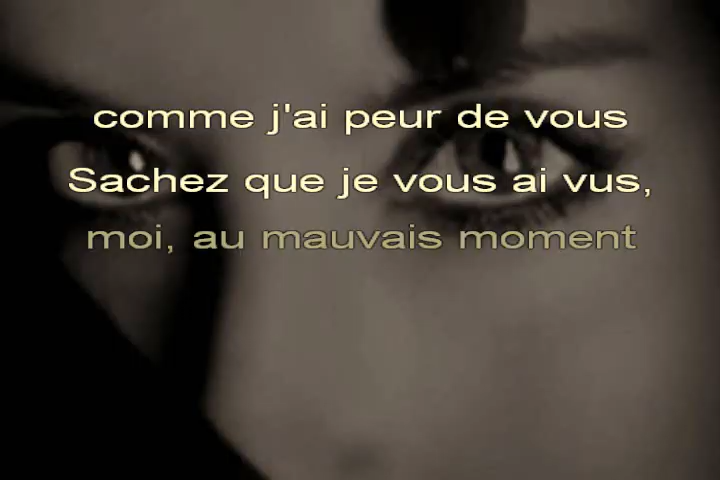 comme j'ai peur de vous
Sachez que je vous ai vus,
moi, au mauvais moment